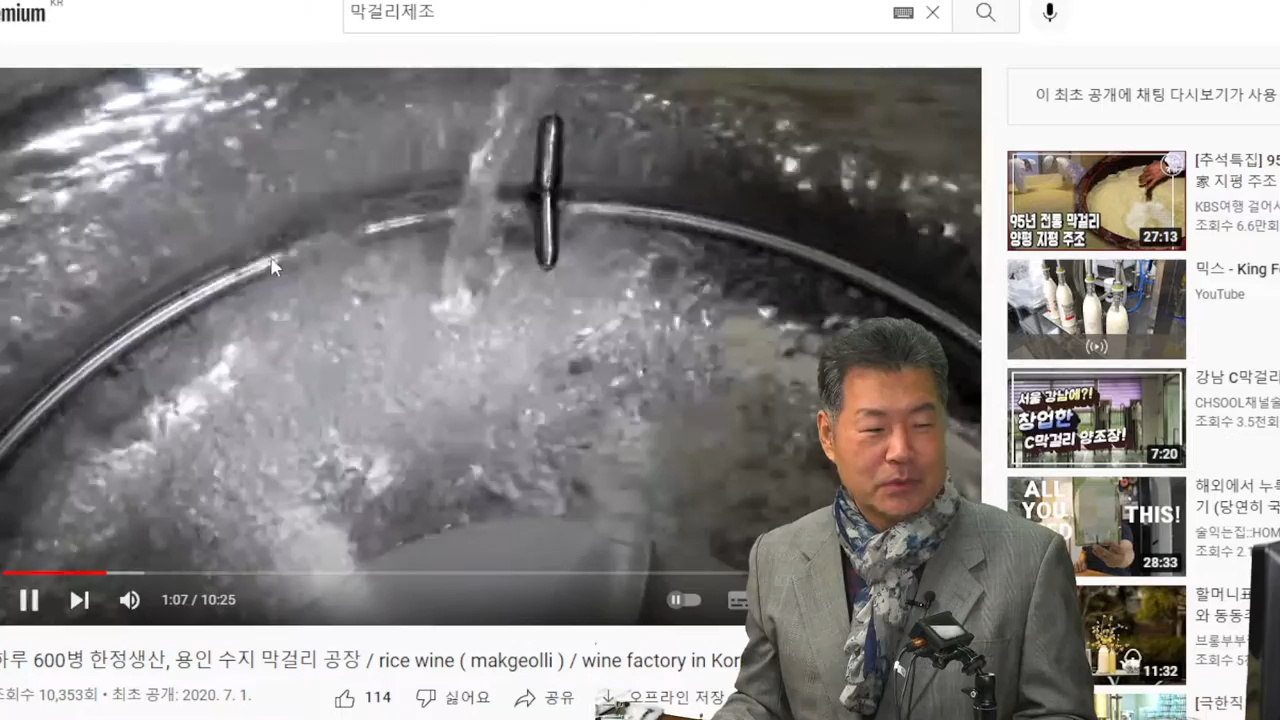 mium KR
막걸리제조
이 최초 공개에 채팅 다시보기가 사용
[추석특집] 95
家 지평 주조
KBS여행 걸어서
조회수 6.6만회
95년 전통 막걸리
양평 지평 주조
27:13
믹스 - King F
YouTube
강남 C막걸리
CHSOOL채널술
조회수 3.5천회
서울 강남에?!
창업한
C막걸리 양조장!
7:20
해외에서 누룩
기 (당연히 국
술익는집::HOM
조회수 2.
ALL
YOU
THIS!
28:33
할머니표
와 동동주
브롱부부
조회수 5
11:32
[극한직
1:07 / 10:25
하루 600병 한정생산, 용인 수지 막걸리 공장 / rice wine ( makgeolli ) / wine factory in Kor
조회수 10,353회 • 최초 공개: 2020. 7. 1.
114
싫어요
공유
오프라인 저장